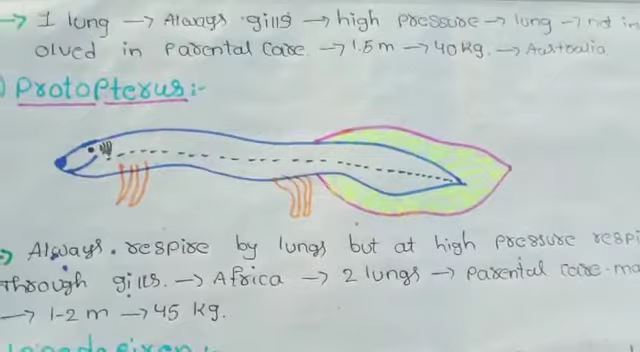 → 1 lung → Always gills → high pressure → lung → not in
olved in Parental care. → 1.5m → 40 kg. → Australia
Protopterus:-
Always. respire by lungs but at high pressure respi
Through gills. → Africa → 2 lungs → Parental care. ma
→ 1-2 m → 45 kg.